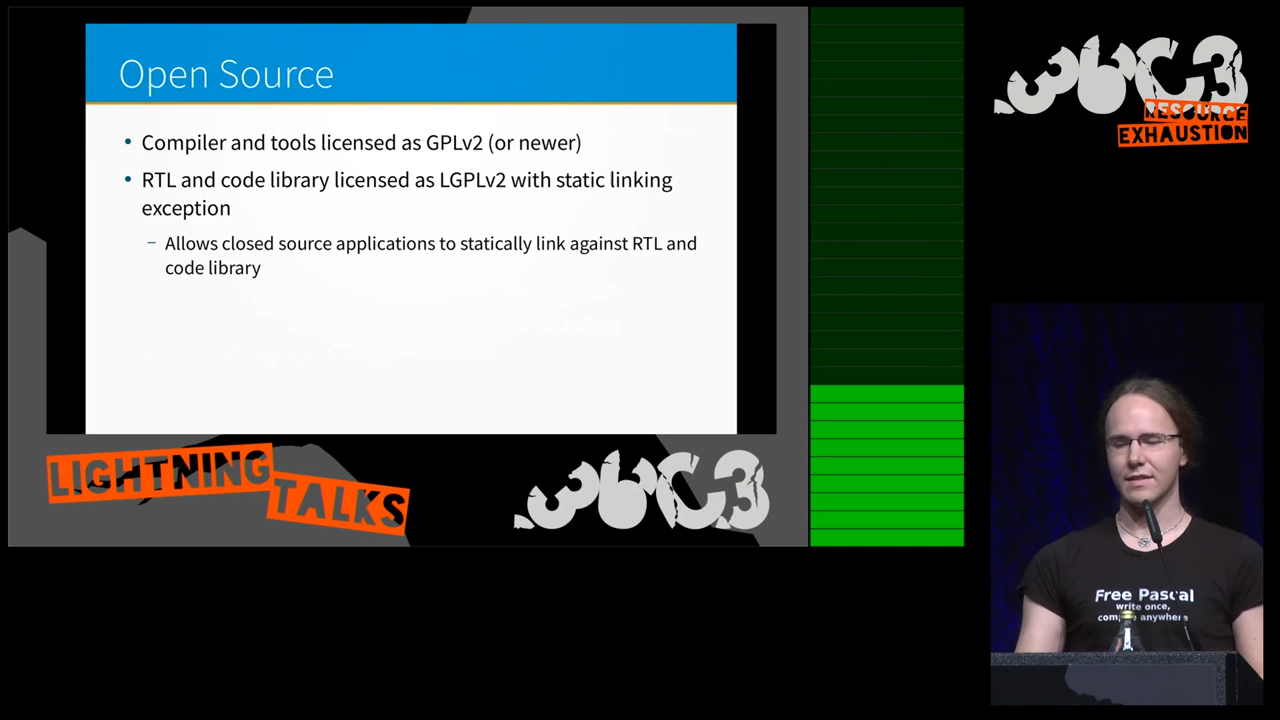 Open Source
• Compiler and tools licensed as GPLv2 (or newer)
• RTL and code library licensed as LGPLv2 with static linking
exception
– Allows closed source applications to statically link against RTL and
code library
LIGHTNING
TALKS
36C3
36C3
RESOURCE
EXHAUSTION
Free Pascal
write once,
anywhere